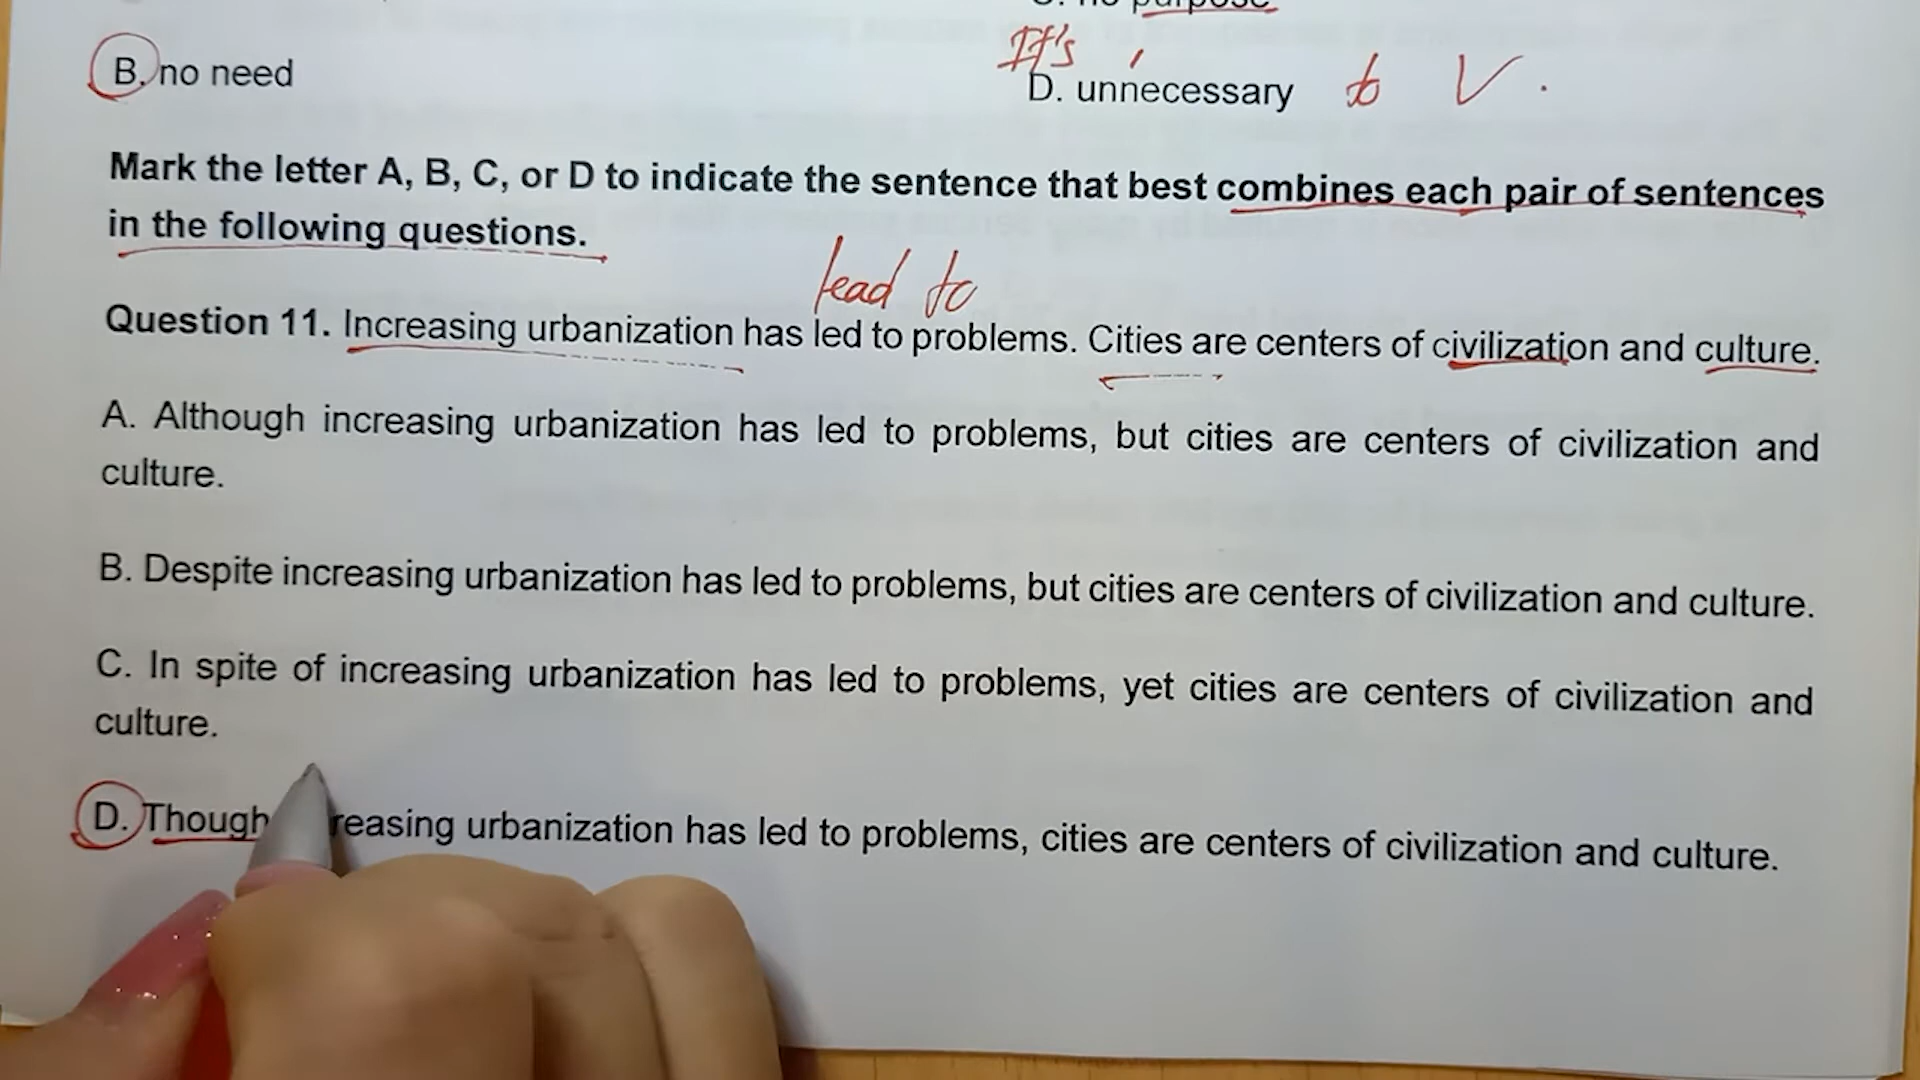 C. no purpose
It's
B. no need
D. unnecessary to V.
Mark the letter A, B, C, or D to indicate the sentence that best combines each pair of sentences
in the following questions.
lead to
Question 11. Increasing urbanization has led to problems. Cities are centers of civilization and culture.
A. Although increasing urbanization has led to problems, but cities are centers of civilization and
culture.
B. Despite increasing urbanization has led to problems, but cities are centers of civilization and culture.
C. In spite of increasing urbanization has led to problems, yet cities are centers of civilization and
culture.
D. Though reasing urbanization has led to problems, cities are centers of civilization and culture.